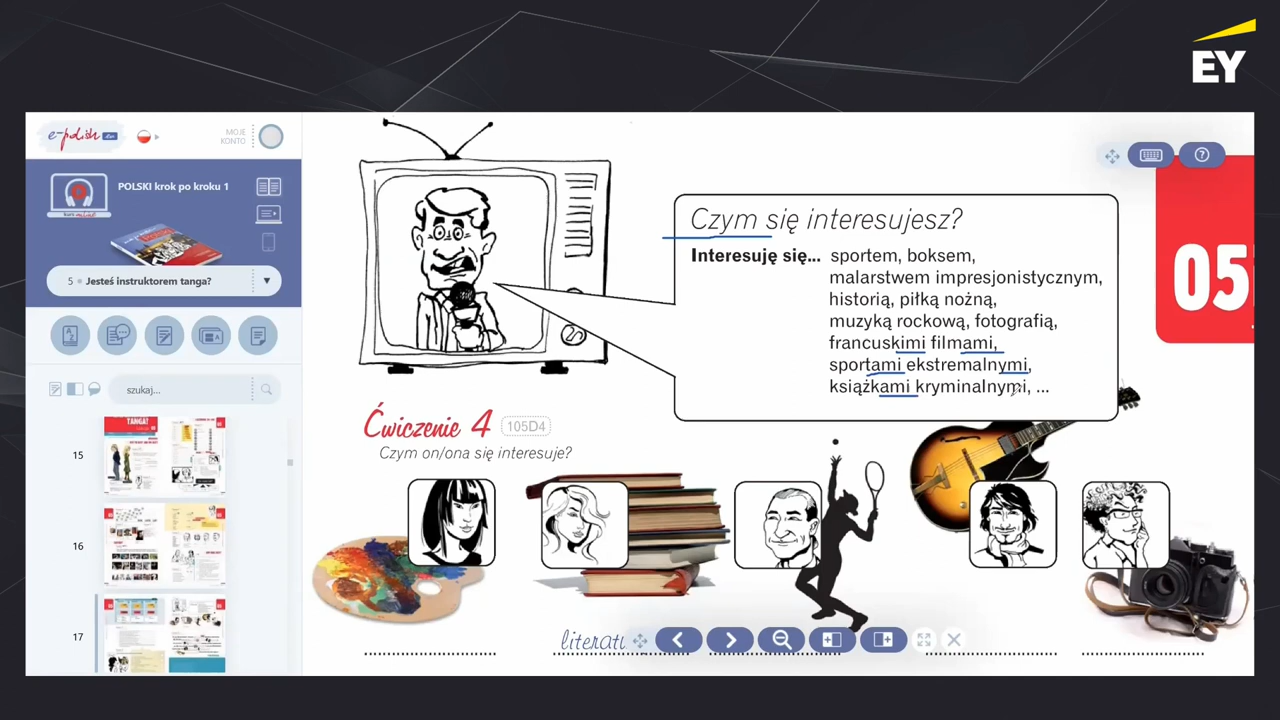 EY
e-polish
MOJE
KONTO
POLSKI krok po kroku 1
5 Jesteś instruktorem tanga?
szukaj...
15
16
17
Czym się interesujesz?
Interesuję się... sportem, boksem,
malarstwem impresjonistycznym,
historią, piłką nożną,
muzyką rockową, fotografią,
francuskimi filmami,
sportami ekstremalnymi,
książkami kryminalnymi, ...
05
Ćwiczenie 4 105D4
Czym on/ona się interesuje?
literatu